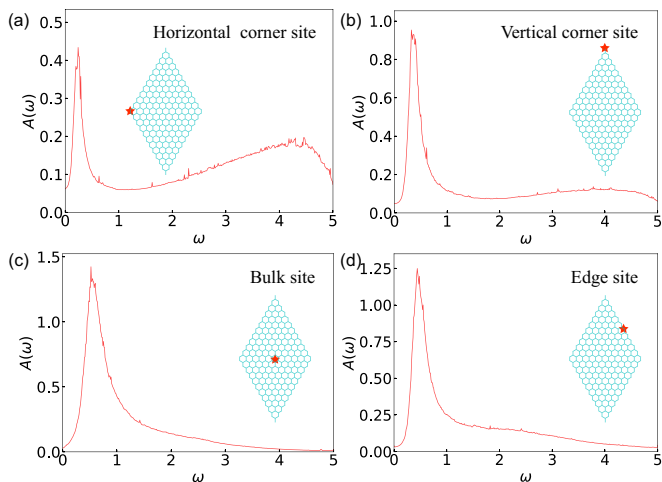 (a)
Horizontal corner site
A(ω)
0.5
0.4
0.3
0.2
0.1
0.0
0 1 2 3 4 5
ω
(b)
Vertical corner site
A(ω)
1.0
0.8
0.6
0.4
0.2
0.0
0 1 2 3 4 5
ω
(c)
Bulk site
A(ω)
1.5
1.0
0.5
0.0
0 1 2 3 4 5
ω
(d)
Edge site
A(ω)
1.25
1.00
0.75
0.50
0.25
0.00
0 1 2 3 4 5
ω